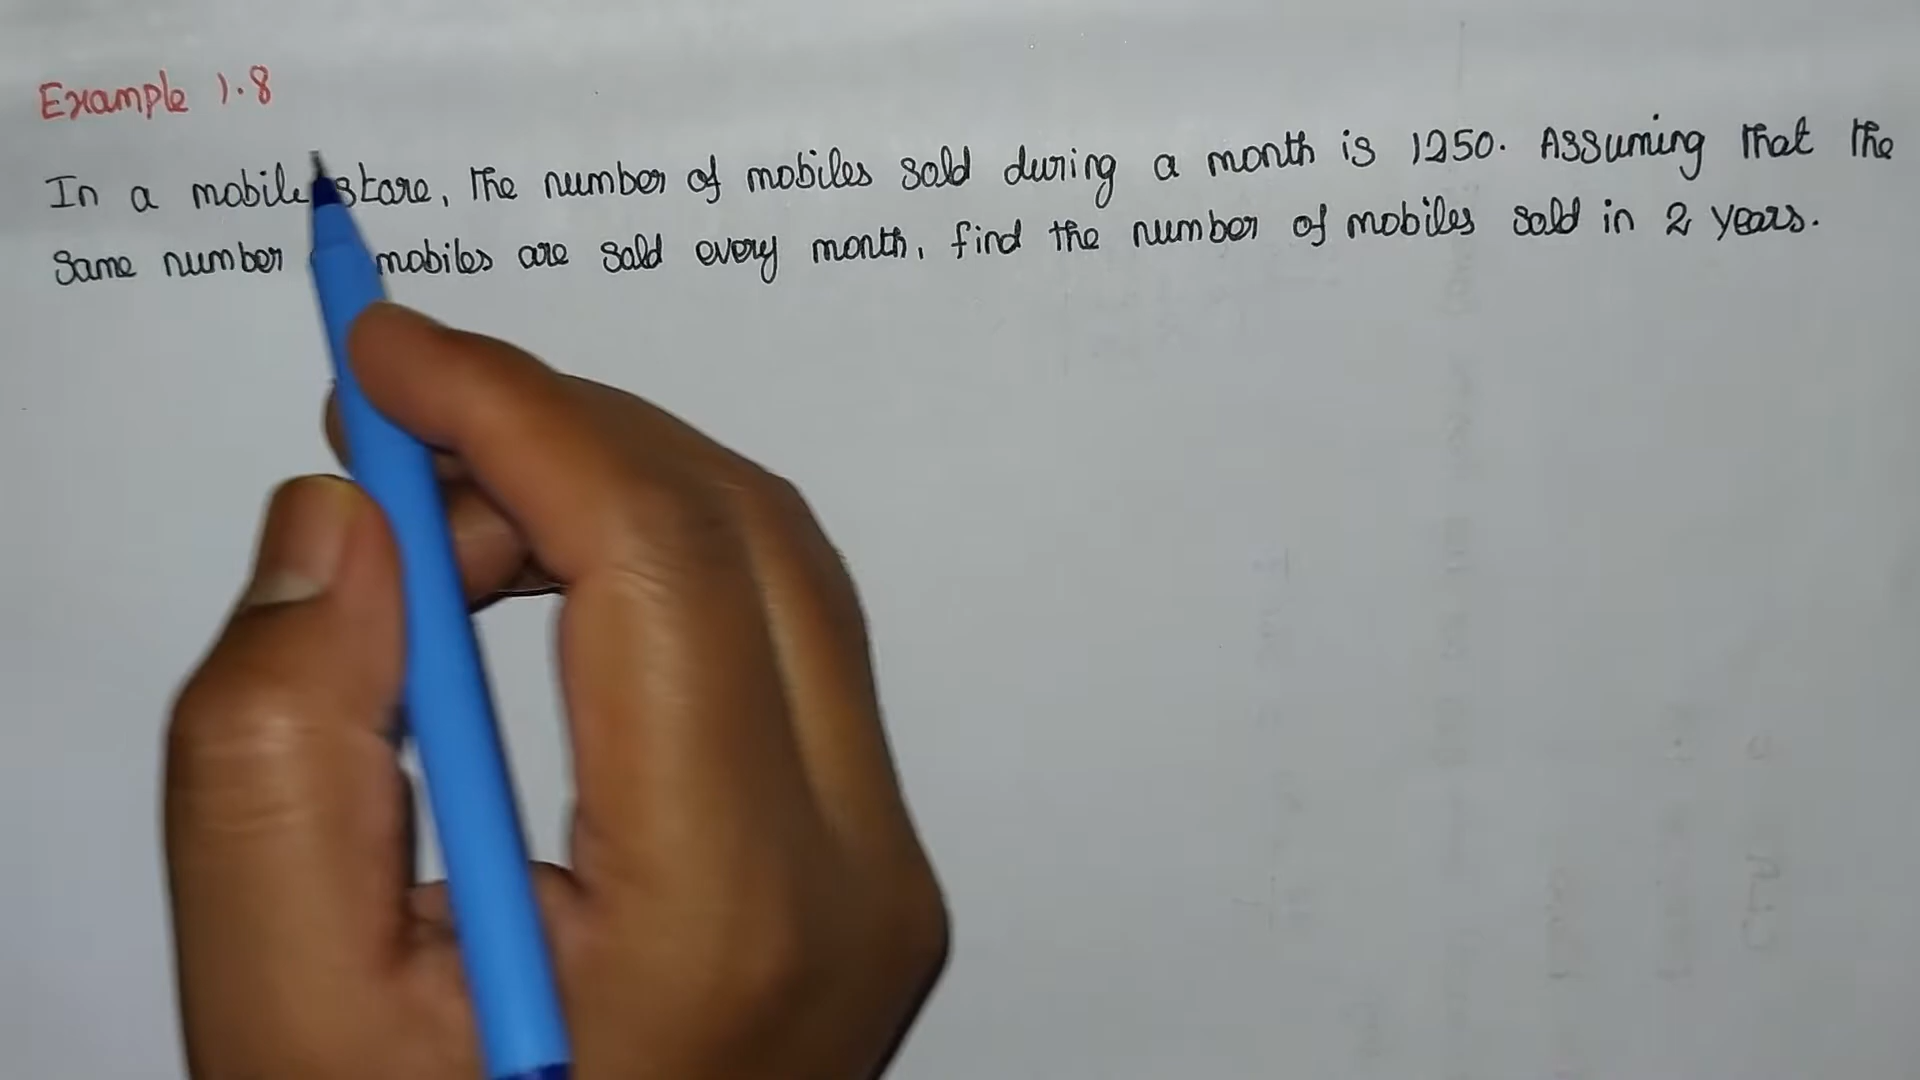 Example 1.8
In a mobile store, the number of mobiles sold during a month is 1250. Assuming that the
Same number mobiles are sold every month, find the number of mobiles sold in 2 years.